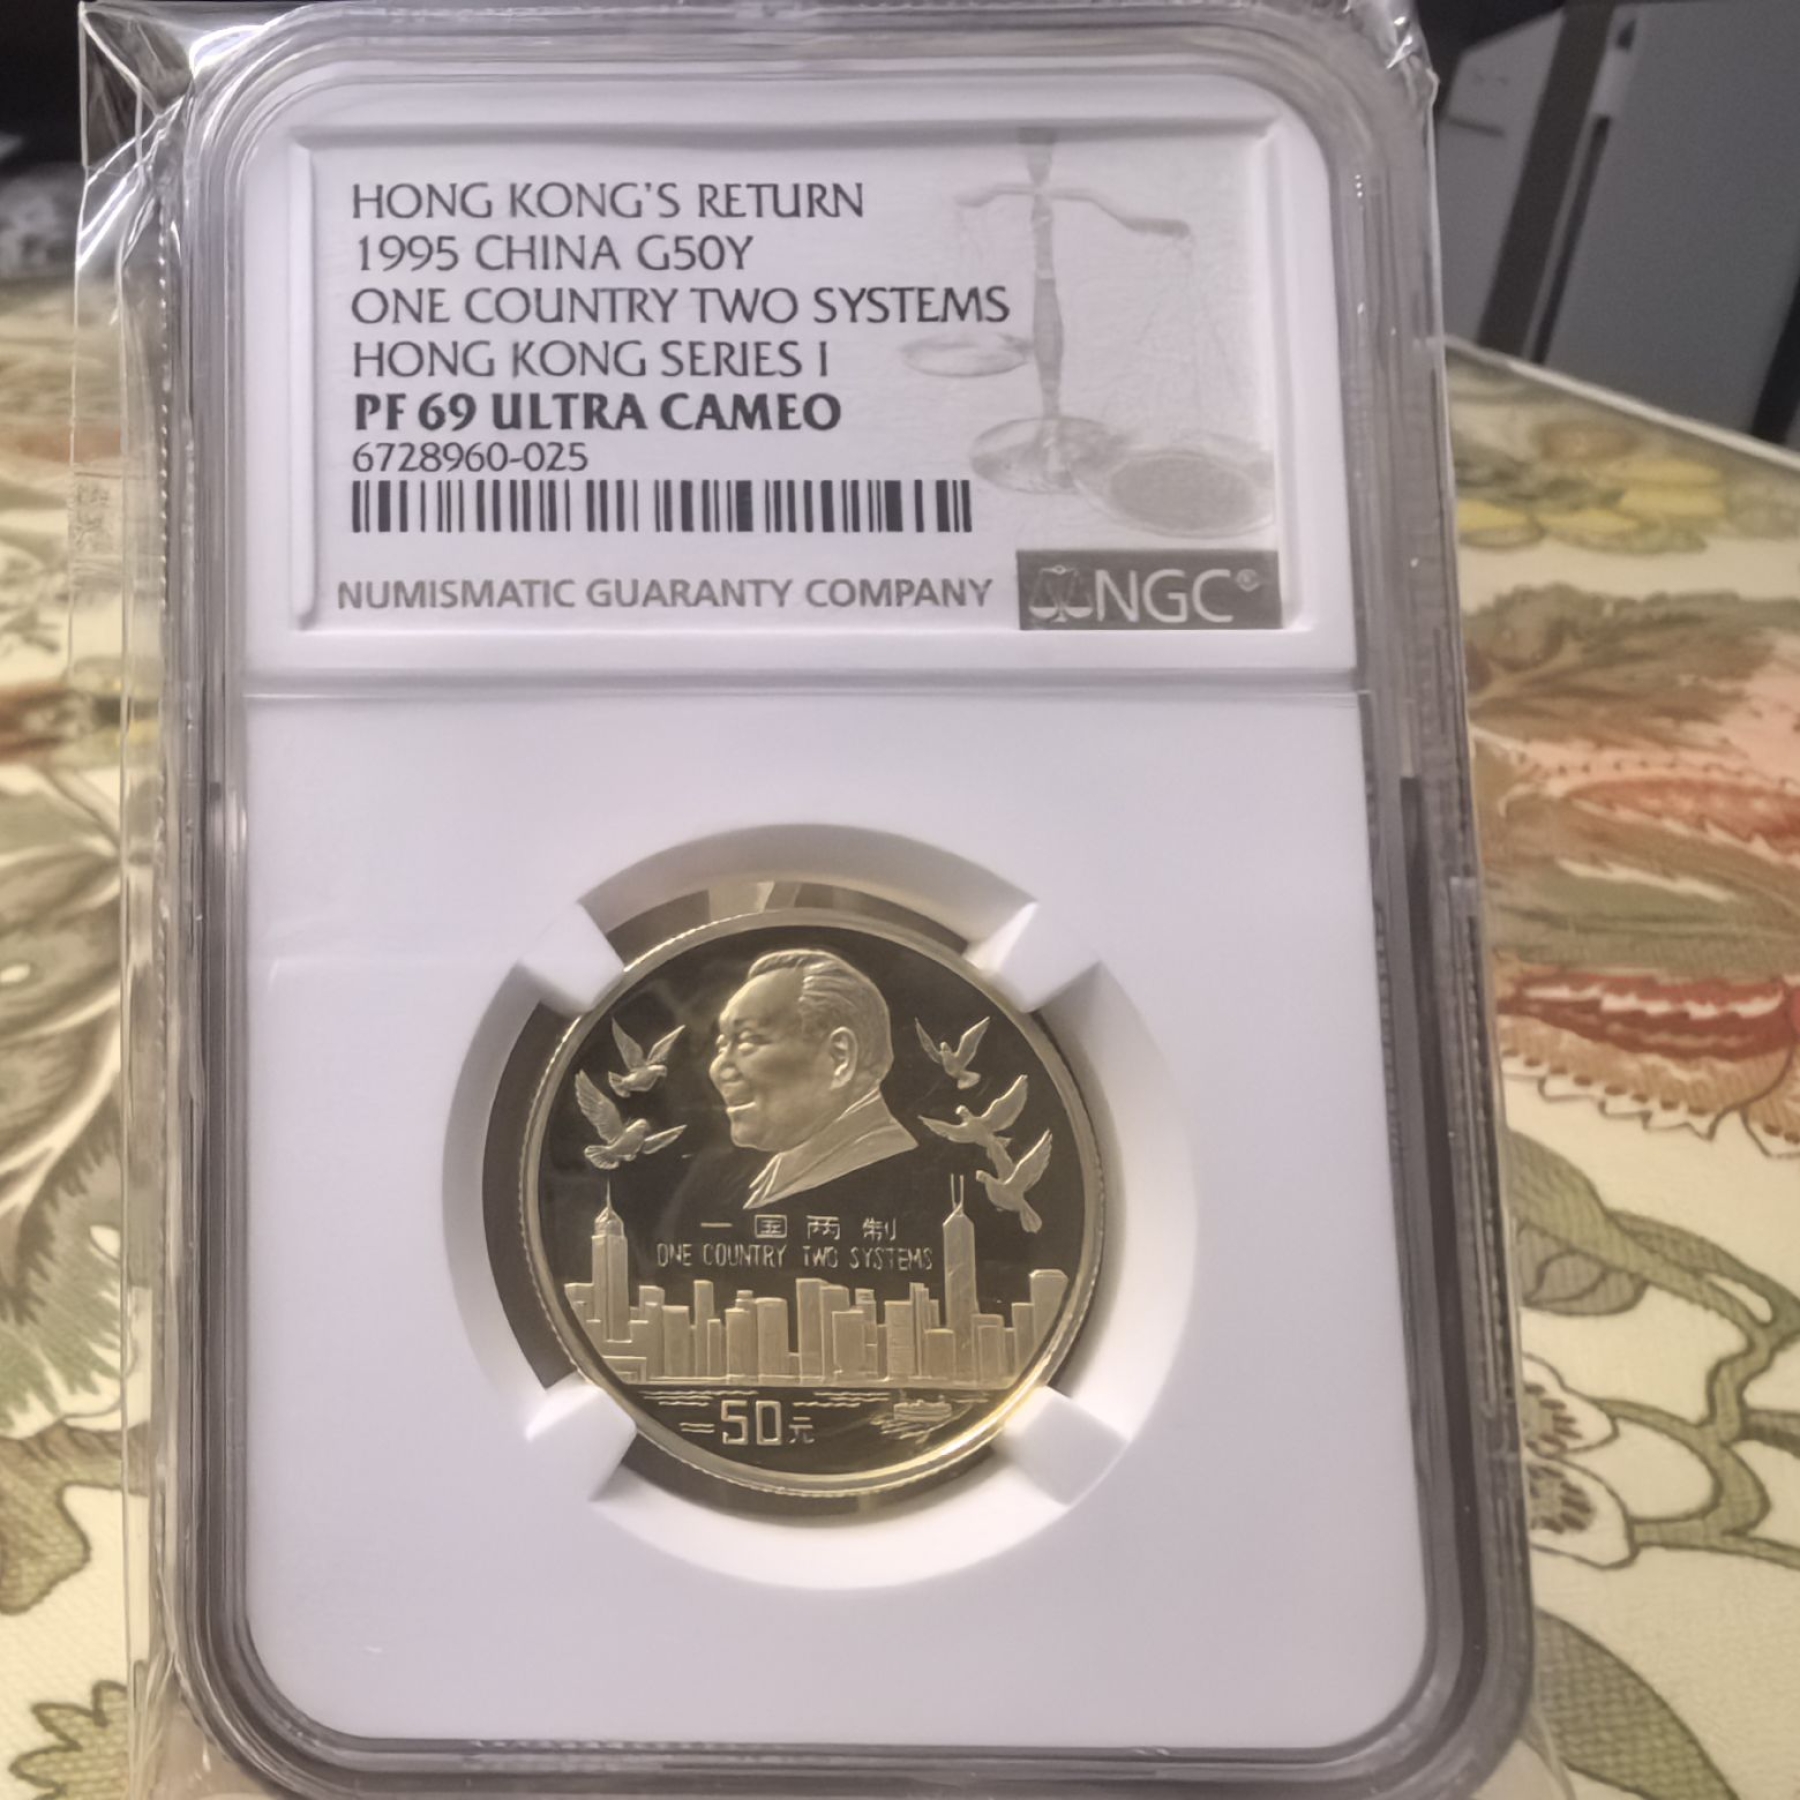 HONG KONG'S RETURN
1995 CHINA G50Y
ONE COUNTRY TWO SYSTEMS
HONG KONG SERIES I
PF 69 ULTRA CAMEO
6728960-025
NUMISMATIC GUARANTY COMPANY NGC
一国两制
ONE COUNTRY TWO SYSTEMS
50元